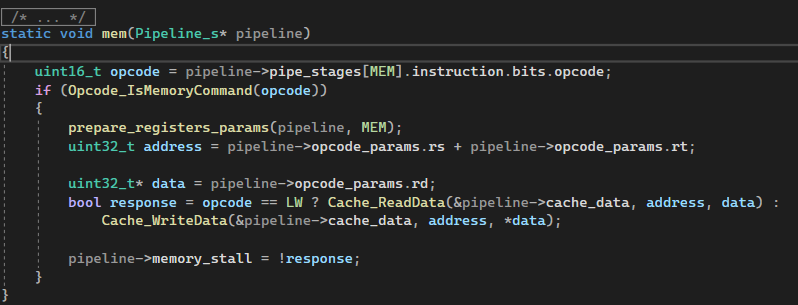 /* ... */
static void mem(Pipeline_s* pipeline)
{
uint16_t opcode = pipeline->pipe_stages[MEM].instruction.bits.opcode;
if (Opcode_IsMemoryCommand(opcode))
{
prepare_registers_params(pipeline, MEM);
uint32_t address = pipeline->opcode_params.rs + pipeline->opcode_params.rt;
uint32_t* data = pipeline->opcode_params.rd;
bool response = opcode == LW ? Cache_ReadData(&pipeline->cache_data, address, data) :
Cache_WriteData(&pipeline->cache_data, address, *data);
pipeline->memory_stall = !response;
}
}